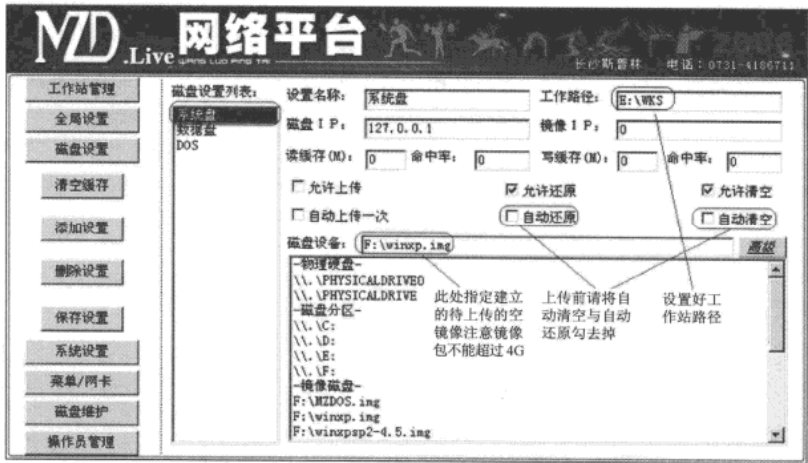 MZD.Live 网络平台
WANG LUO PING TAI
长沙斯普林 电话：0731-4186711
工作站管理
全局设置
磁盘设置
清空缓存
添加设置
删除设置
保存设置
系统设置
菜单/网卡
磁盘维护
操作员管理
磁盘设置列表：
系统盘
数据盘
DOS
设置名称： 系统盘 工作路径： E:\WKS
磁盘IP： 127.0.0.1 镜像IP： 0
读缓存(M)： 0 命中率： 0 写缓存(M)： 0 命中率： 0
允许上传 允许还原 允许清空
自动上传一次 自动还原 自动清空
磁盘设备： F:\winxp.img 高级
-物理硬盘-
\\.\PHYSICALDRIVE0
\\.\PHYSICALDRIVE
-磁盘分区-
\\.\C:
\\.\D:
\\.\E:
\\.\F:
-镜像磁盘-
F:\MZDOS.img
F:\winxp.img
F:\winxpsp2-4.5.img
此处指定建立
的待上传的空
镜像注意镜像
包不能超过4G
上传前请将自
动清空与自动
还原勾去掉
设置好工
作站路径